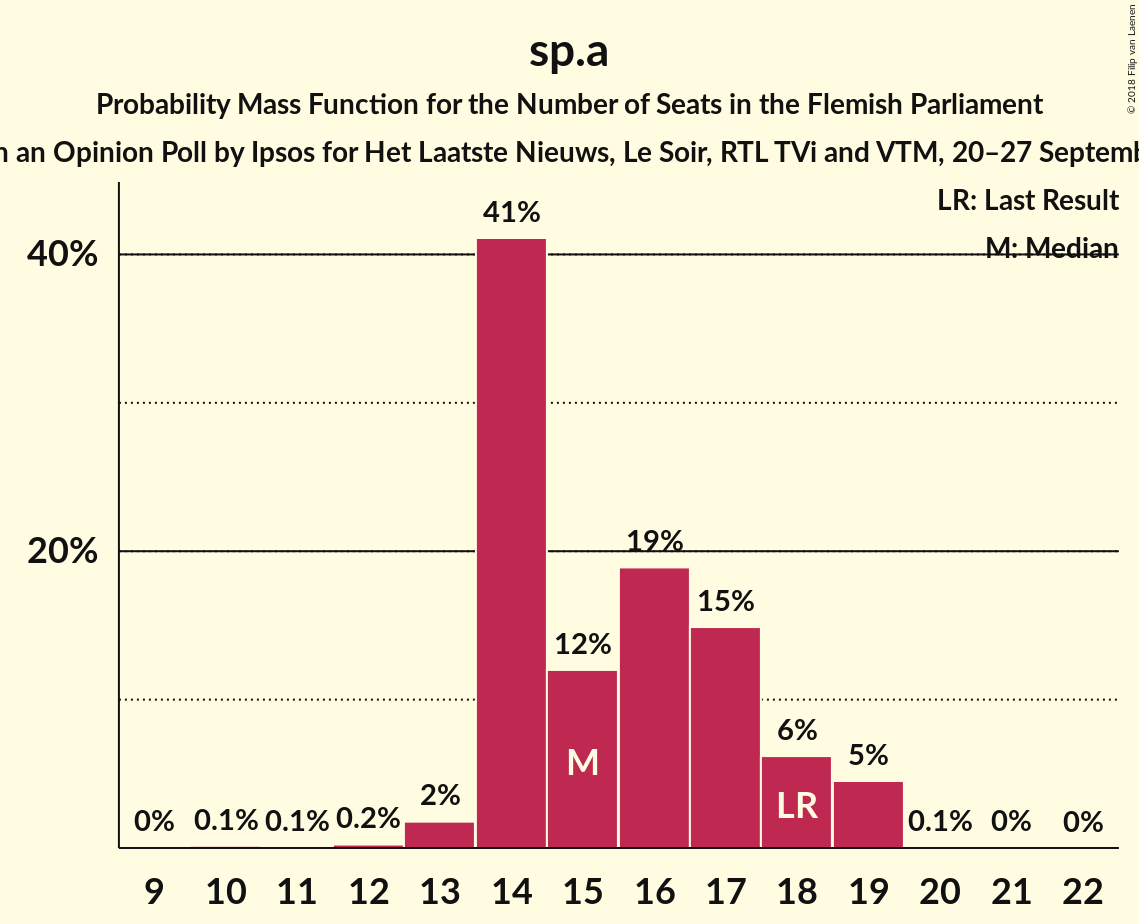 © 2018 Filip van Laenen
sp.a
Probability Mass Function for the Number of Seats in the Flemish Parliament
an Opinion Poll by Ipsos for Het Laatste Nieuws, Le Soir, RTL TVi and VTM, 20–27
LR: Last Result
M: Median
41%
40%
20%
19%
15%
12%
6%
5%
M
LR
2%
0% 0.1% 0.1% 0.2% 0.1% 0% 0%
9 10 11 12 13 14 15 16 17 18 19 20 21 22